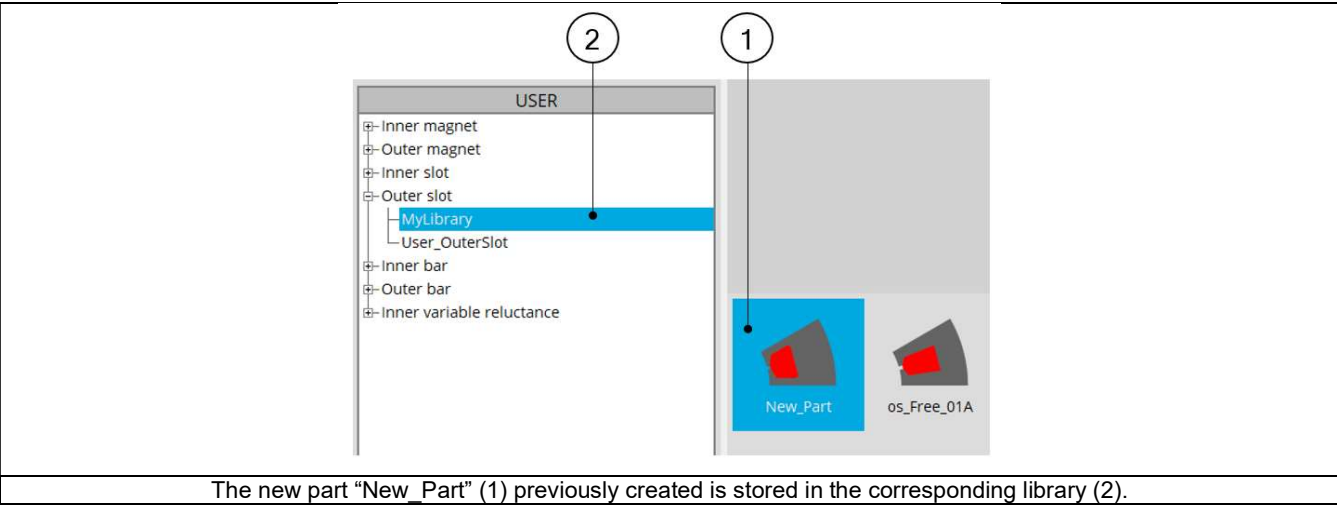 2
1
USER
Inner magnet
Outer magnet
Inner slot
Outer slot
MyLibrary
User_OuterSlot
Inner bar
Outer bar
Inner variable reluctance
New_Part
os_Free_01A
The new part “New_Part” (1) previously created is stored in the corresponding library (2).